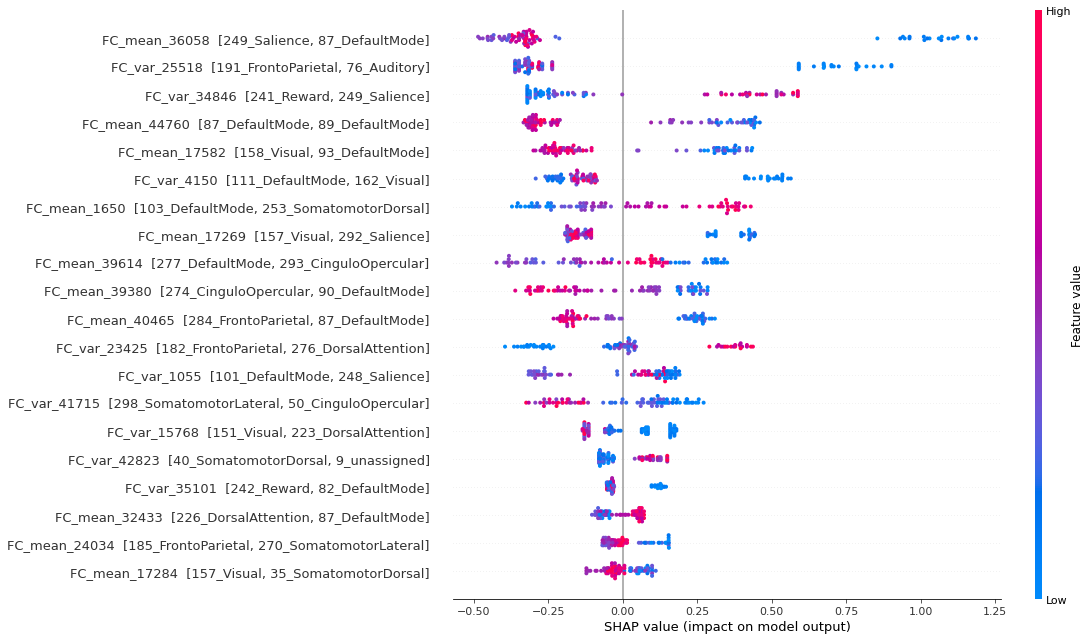 High
FC_mean_36058 [249_Salience, 87_DefaultMode]
FC_var_25518 [191_FrontoParietal, 76_Auditory]
FC_var_34846 [241_Reward, 249_Salience]
FC_mean_44760 [87_DefaultMode, 89_DefaultMode]
FC_mean_17582 [158_Visual, 93_DefaultMode]
FC_var_4150 [111_DefaultMode, 162_Visual]
FC_mean_1650 [103_DefaultMode, 253_SomatomotorDorsal]
FC_mean_17269 [157_Visual, 292_Salience]
FC_mean_39614 [277_DefaultMode, 293_CinguloOpercular]
FC_mean_39380 [274_CinguloOpercular, 90_DefaultMode]
FC_mean_40465 [284_FrontoParietal, 87_DefaultMode]
FC_var_23425 [182_FrontoParietal, 276_DorsalAttention]
FC_var_1055 [101_DefaultMode, 248_Salience]
FC_var_41715 [298_SomatomotorLateral, 50_CinguloOpercular]
FC_var_15768 [151_Visual, 223_DorsalAttention]
FC_var_42823 [40_SomatomotorDorsal, 9_unassigned]
FC_var_35101 [242_Reward, 82_DefaultMode]
FC_mean_32433 [226_DorsalAttention, 87_DefaultMode]
FC_mean_24034 [185_FrontoParietal, 270_SomatomotorLateral]
FC_mean_17284 [157_Visual, 35_SomatomotorDorsal]
Feature value
Low
−0.50 −0.25 0.00 0.25 0.50 0.75 1.00 1.25
SHAP value (impact on model output)